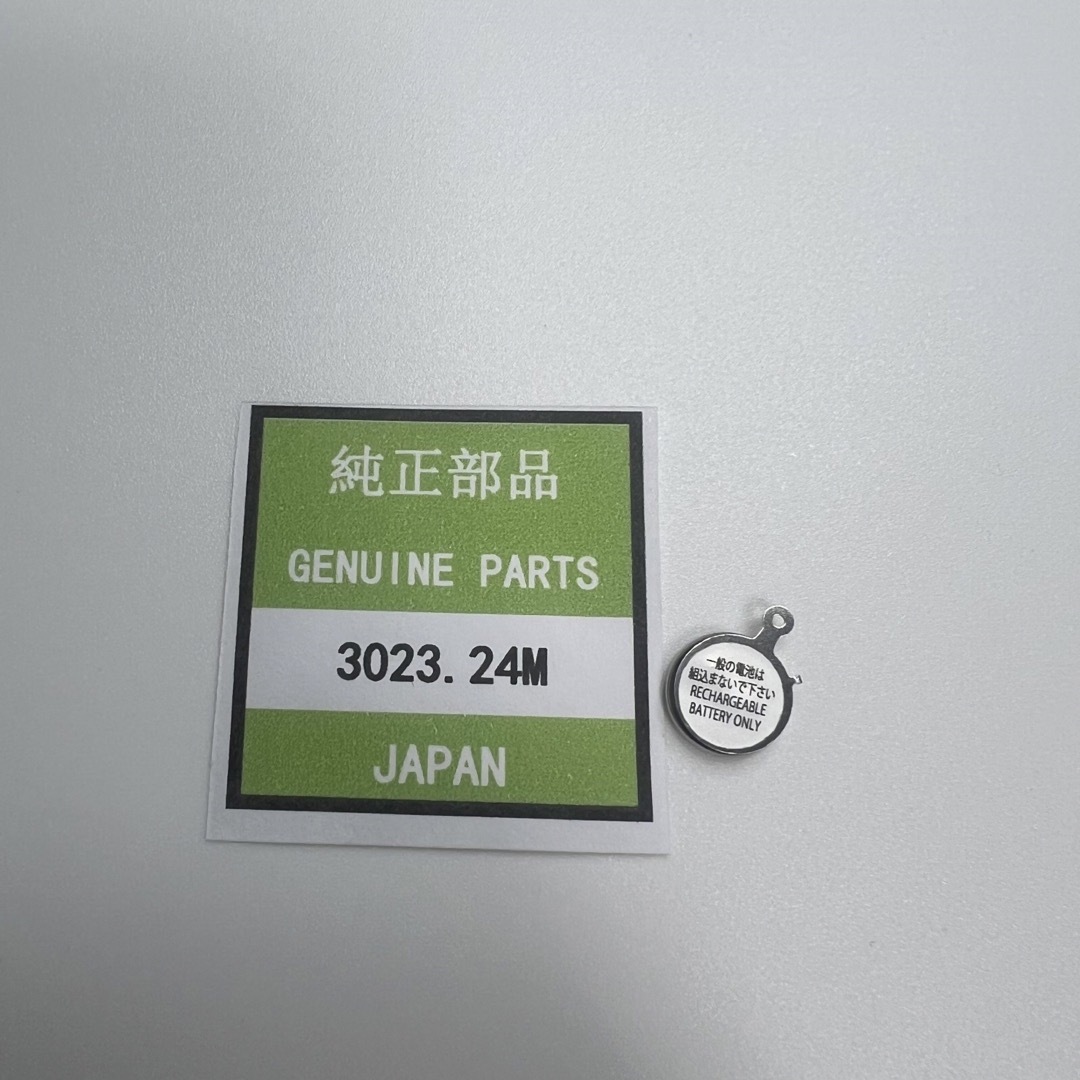 純正部品
GENUINE PARTS
3023.24M
JAPAN
一般の電池は
組込まないで下さい
RECHARGEABLE
BATTERY ONLY